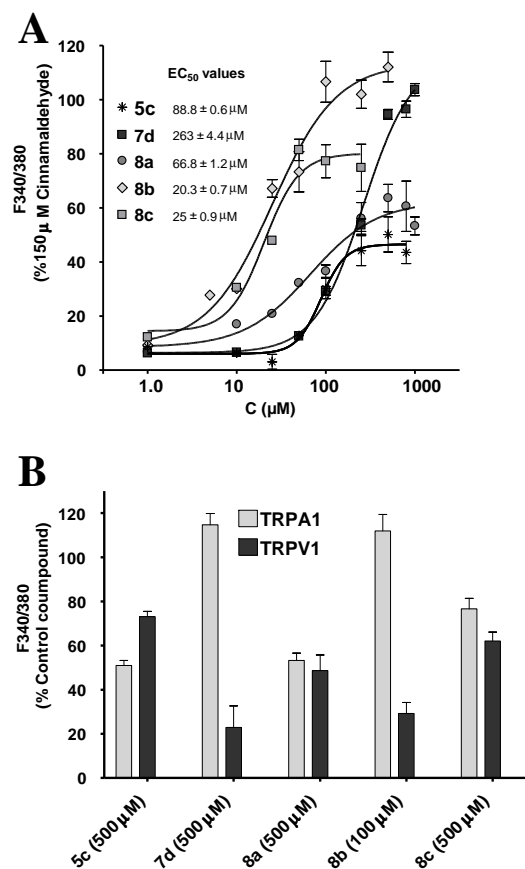 A
120
100
80
60
40
20
0
F340/380
(%150µ M Cinnamaldehyde)
EC50 values
5c 88.8 ± 0.6 µM
7d 263 ± 4.4 µM
8a 66.8 ± 1.2 µM
8b 20.3 ± 0.7 µM
8c 25 ± 0.9 µM
1.0 10 100 1000
C (µM)
B
120
100
80
60
40
20
0
F340/380
(% Control coumpound)
TRPA1
TRPV1
5c (500 µM) 7d (500 µM) 8a (500 µM) 8b (100 µM) 8c (500 µM)